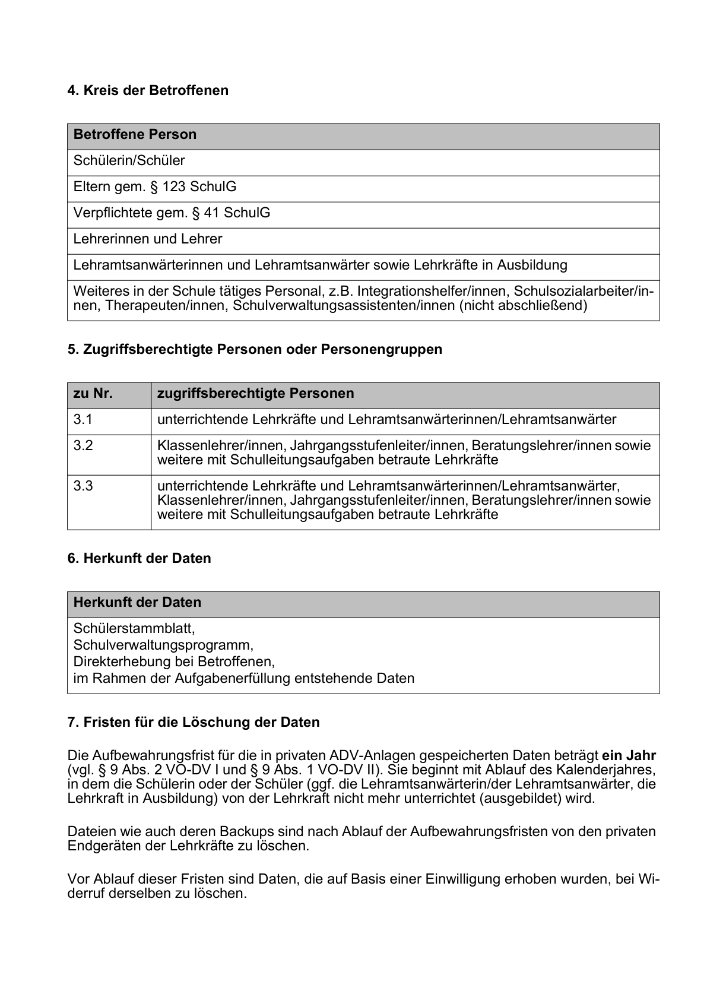 4. Kreis der Betroffenen
Betroffene Person
Schülerin/Schüler
Eltern gem. § 123 SchulG
Verpflichtete gem. § 41 SchulG
Lehrerinnen und Lehrer
Lehramtsanwärterinnen und Lehramtsanwärter sowie Lehrkräfte in Ausbildung
Weiteres in der Schule tätiges Personal, z.B. Integrationshelfer/innen, Schulsozialarbeiter/in-
nen, Therapeuten/innen, Schulverwaltungsassistenten/innen (nicht abschließend)
5. Zugriffsberechtigte Personen oder Personengruppen
zu Nr. zugriffsberechtigte Personen
3.1 unterrichtende Lehrkräfte und Lehramtsanwärterinnen/Lehramtsanwärter
3.2 Klassenlehrer/innen, Jahrgangsstufenleiter/innen, Beratungslehrer/innen sowie
weitere mit Schulleitungsaufgaben betraute Lehrkräfte
3.3 unterrichtende Lehrkräfte und Lehramtsanwärterinnen/Lehramtsanwärter,
Klassenlehrer/innen, Jahrgangsstufenleiter/innen, Beratungslehrer/innen sowie
weitere mit Schulleitungsaufgaben betraute Lehrkräfte
6. Herkunft der Daten
Herkunft der Daten
Schülerstammblatt,
Schulverwaltungsprogramm,
Direkterhebung bei Betroffenen,
im Rahmen der Aufgabenerfüllung entstehende Daten
7. Fristen für die Löschung der Daten
Die Aufbewahrungsfrist für die in privaten ADV-Anlagen gespeicherten Daten beträgt ein Jahr
(vgl. § 9 Abs. 2 VO-DV I und § 9 Abs. 1 VO-DV II). Sie beginnt mit Ablauf des Kalenderjahres,
in dem die Schülerin oder der Schüler (ggf. die Lehramtsanwärterin/der Lehramtsanwärter, die
Lehrkraft in Ausbildung) von der Lehrkraft nicht mehr unterrichtet (ausgebildet) wird.
Dateien wie auch deren Backups sind nach Ablauf der Aufbewahrungsfristen von den privaten
Endgeräten der Lehrkräfte zu löschen.
Vor Ablauf dieser Fristen sind Daten, die auf Basis einer Einwilligung erhoben wurden, bei Wi-
derruf derselben zu löschen.